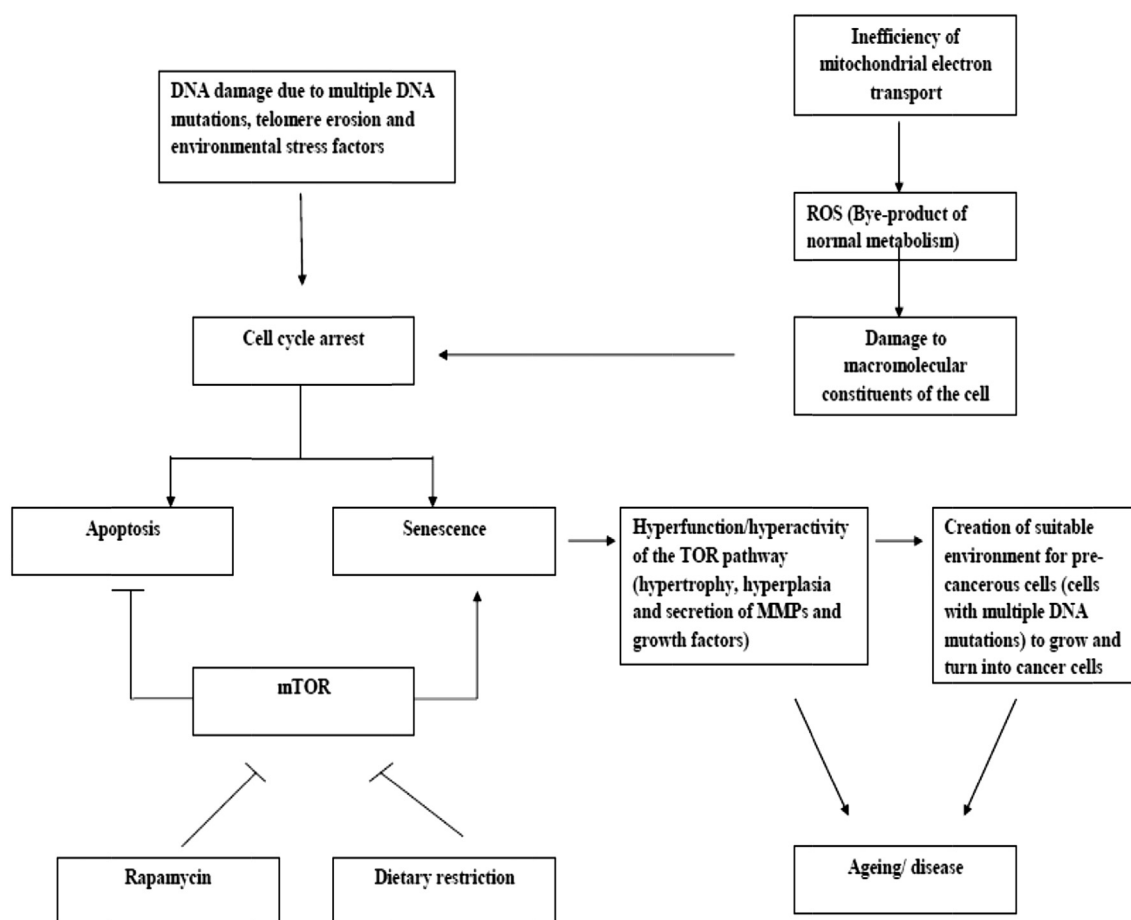 Inefficiency of
mitochondrial electron
transport
DNA damage due to multiple DNA
mutations, telomere erosion and
environmental stress factors
ROS (Bye-product of
normal metabolism)
Cell cycle arrest
Damage to
macromolecular
constituents of the cell
Apoptosis
Senescence
Hyperfunction/hyperactivity
of the TOR pathway
(hypertrophy, hyperplasia
and secretion of MMPs and
growth factors)
Creation of suitable
environment for pre-
cancerous cells (cells
with multiple DNA
mutations) to grow and
turn into cancer cells
mTOR
Rapamycin
Dietary restriction
Ageing/ disease